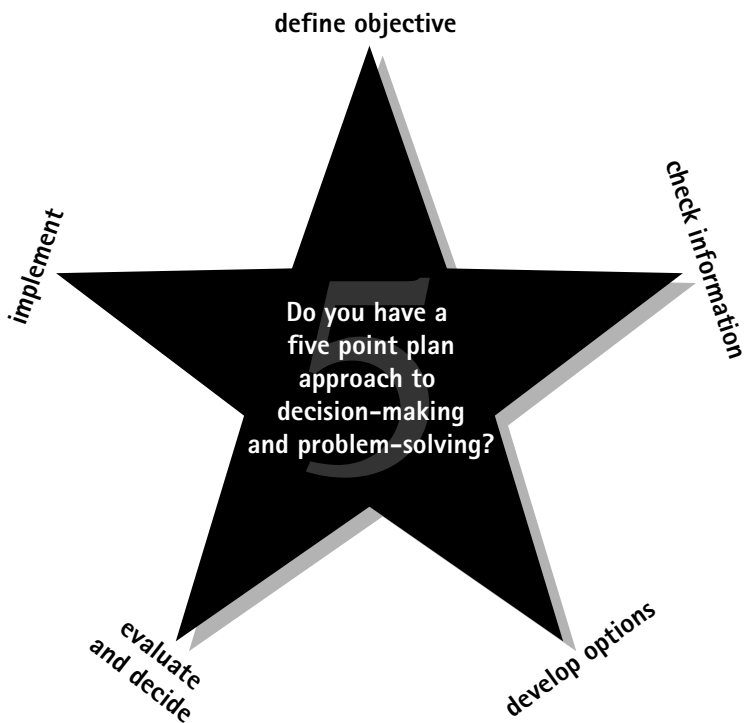 define objective
check information
develop options
evaluate
and decide
implement
5
Do you have a
five point plan
approach to
decision-making
and problem-solving?